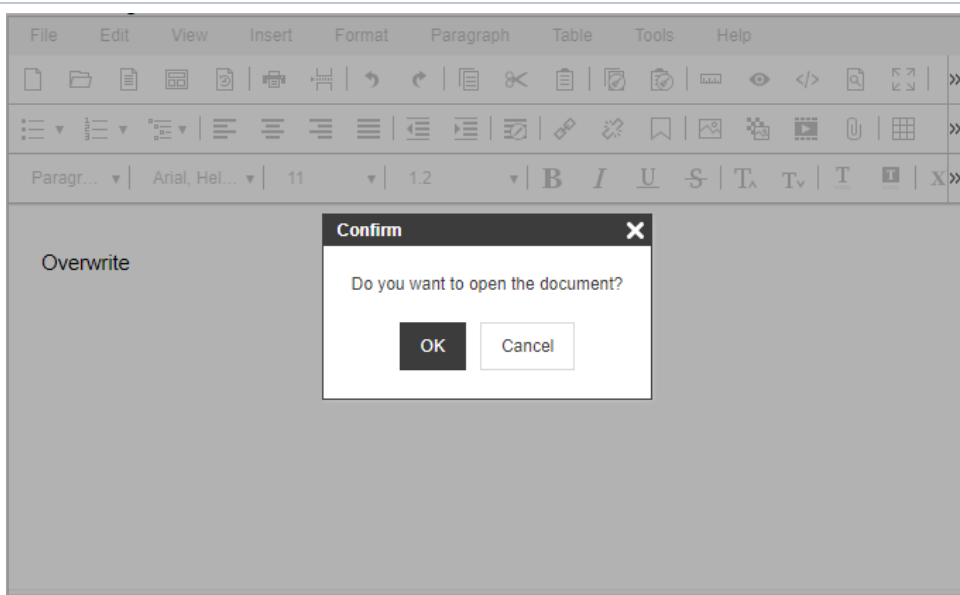 File Edit View Insert Format Paragraph Table Tools Help
Paragr... Arial, Hel... 11 1.2 B I U S T T T T X
Confirm
Overwrite
Do you want to open the document?
OK Cancel